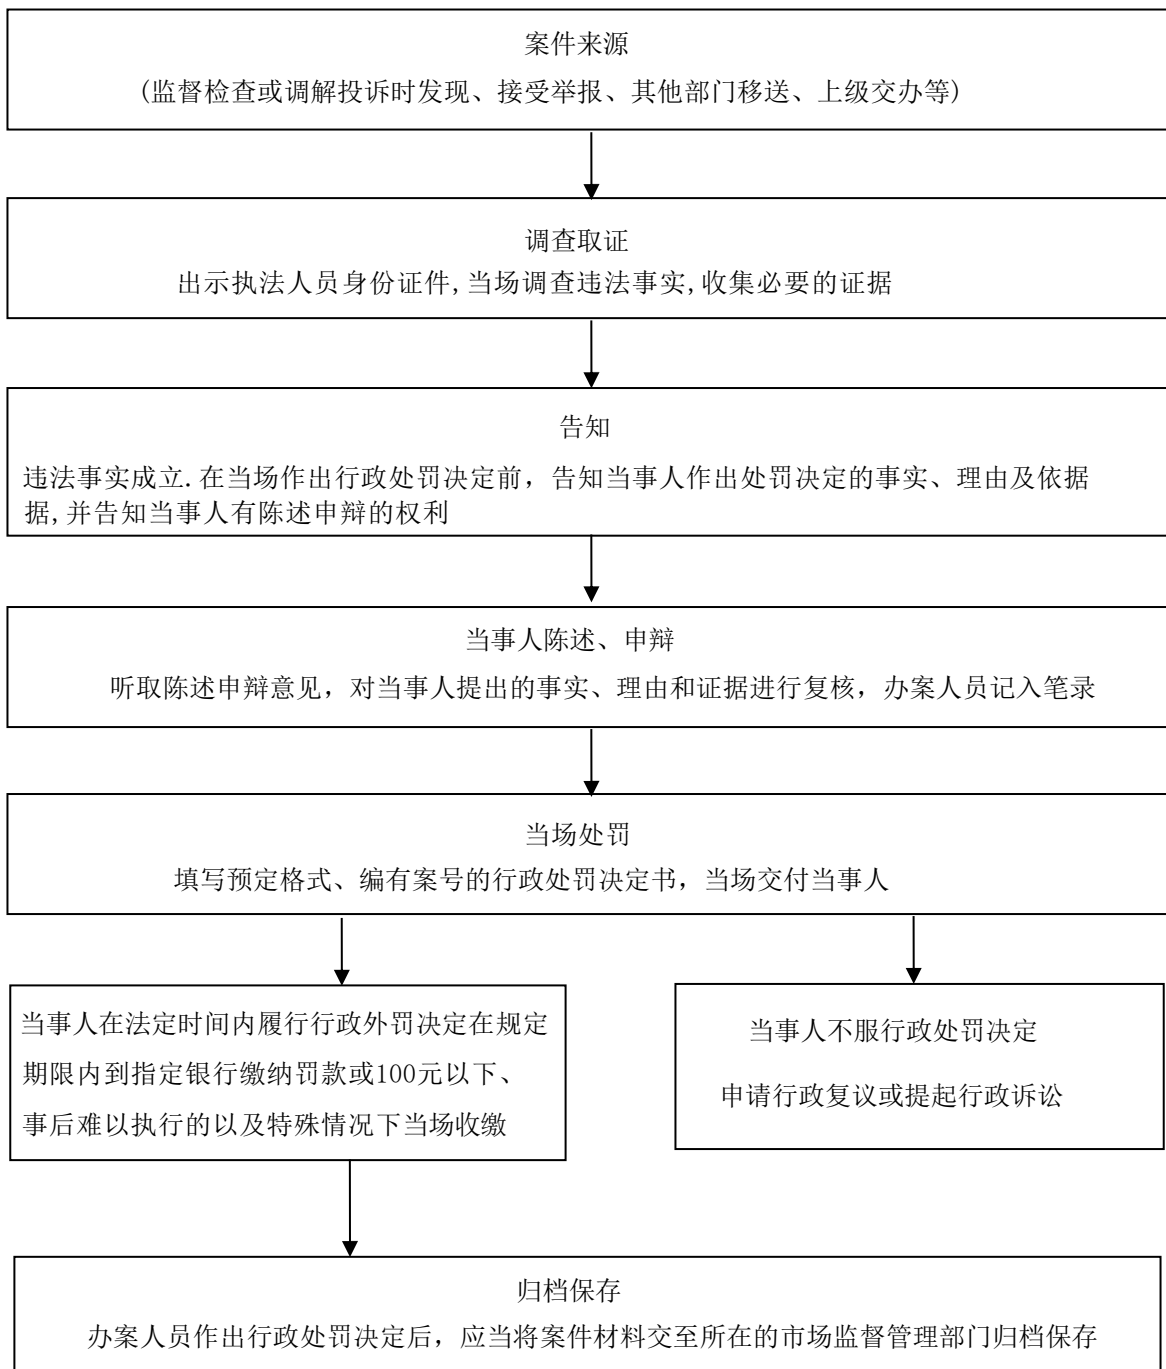 案件来源
(监督检查或调解投诉时发现、接受举报、其他部门移送、上级交办等)
调查取证
出示执法人员身份证件,当场调查违法事实,收集必要的证据
告知
违法事实成立.在当场作出行政处罚决定前，告知当事人作出处罚决定的事实、理由及依据
据,并告知当事人有陈述申辩的权利
当事人陈述、申辩
听取陈述申辩意见，对当事人提出的事实、理由和证据进行复核，办案人员记入笔录
当场处罚
填写预定格式、编有案号的行政处罚决定书，当场交付当事人
当事人在法定时间内履行行政外罚决定在规定
期限内到指定银行缴纳罚款或100元以下、
事后难以执行的以及特殊情况下当场收缴
当事人不服行政处罚决定
申请行政复议或提起行政诉讼
归档保存
办案人员作出行政处罚决定后，应当将案件材料交至所在的市场监督管理部门归档保存